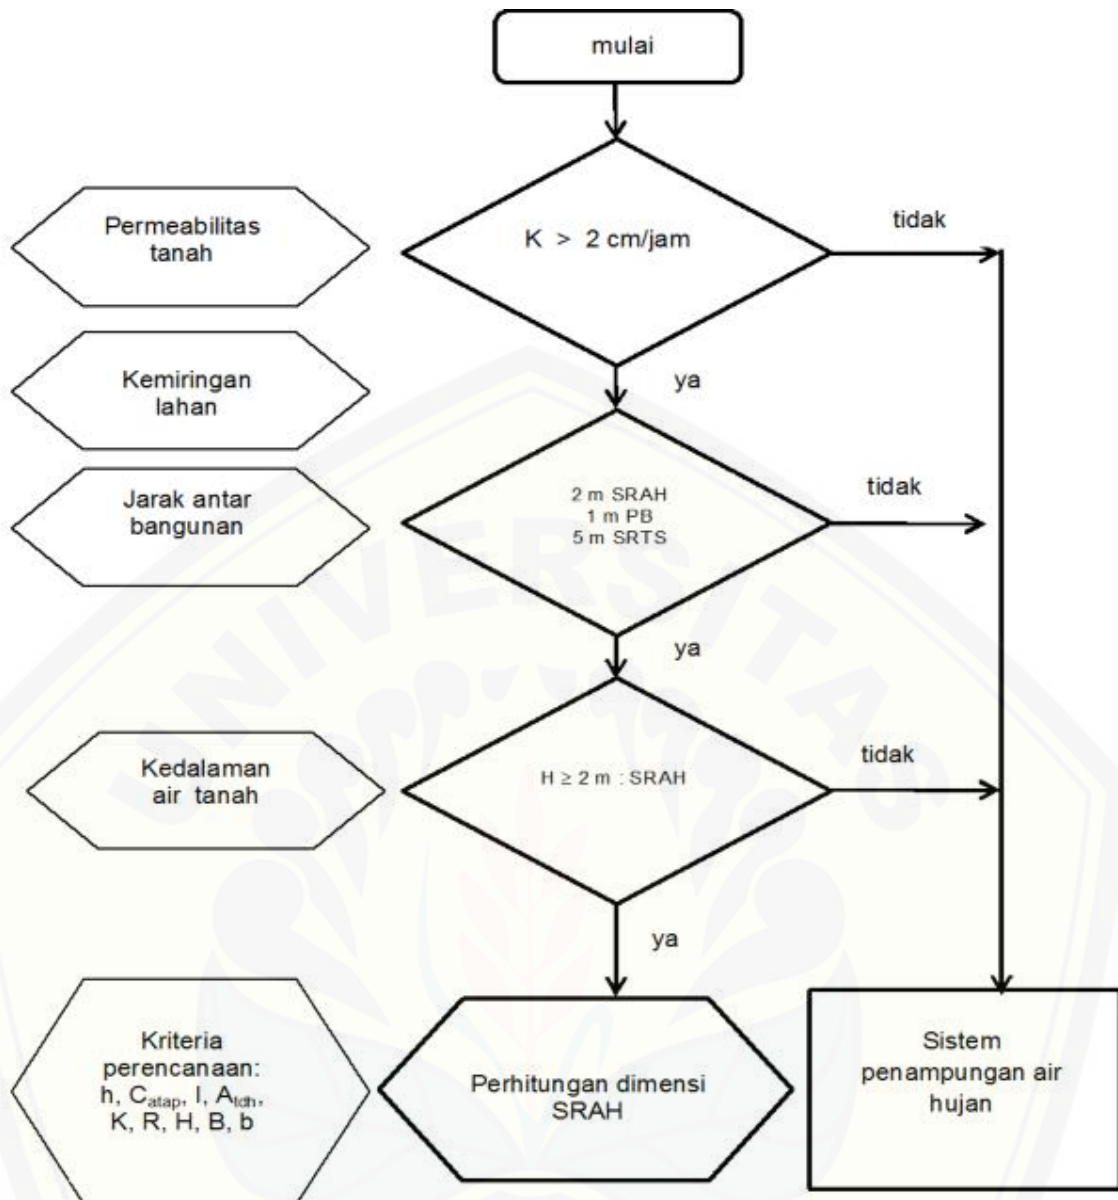 mulai
Permeabilitas
tanah
K > 2 cm/jam
tidak
ya
Kemiringan
lahan
Jarak antar
bangunan
2 m SRAH
1 m PB
5 m SRTS
tidak
ya
Kedalaman
air tanah
H ≥ 2 m : SRAH
tidak
ya
Kriteria
perencanaan:
h, Catap, I, Atdh,
K, R, H, B, b
Perhitungan dimensi
SRAH
Sistem
penampungan air
hujan
UNIVERSITAS